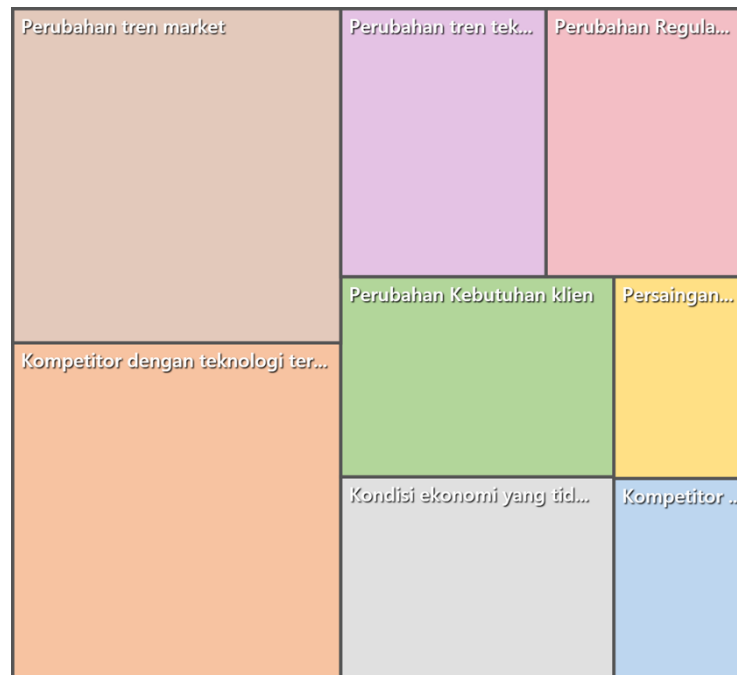 Perubahan tren market
Perubahan tren tek...
Perubahan Regula...
Perubahan Kebutuhan klien
Persaingan...
Kompetitor dengan teknologi ter...
Kondisi ekonomi yang tid...
Kompetitor ...